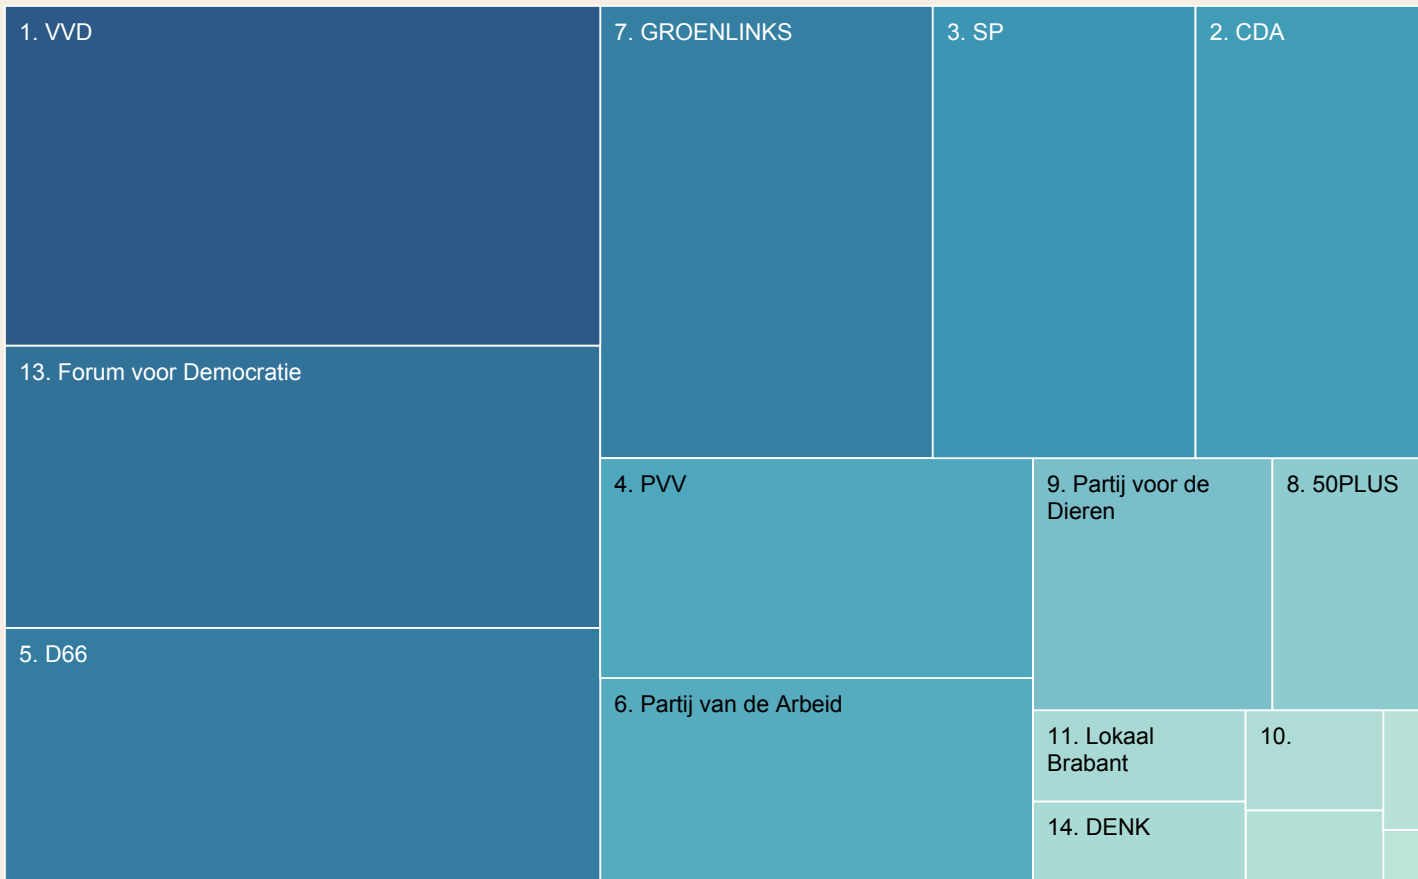 1. VVD
7. GROENLINKS
3. SP
2. CDA
13. Forum voor Democratie
4. PVV
9. Partij voor de
Dieren
8. 50PLUS
5. D66
6. Partij van de Arbeid
11. Lokaal
Brabant
10.
14. DENK